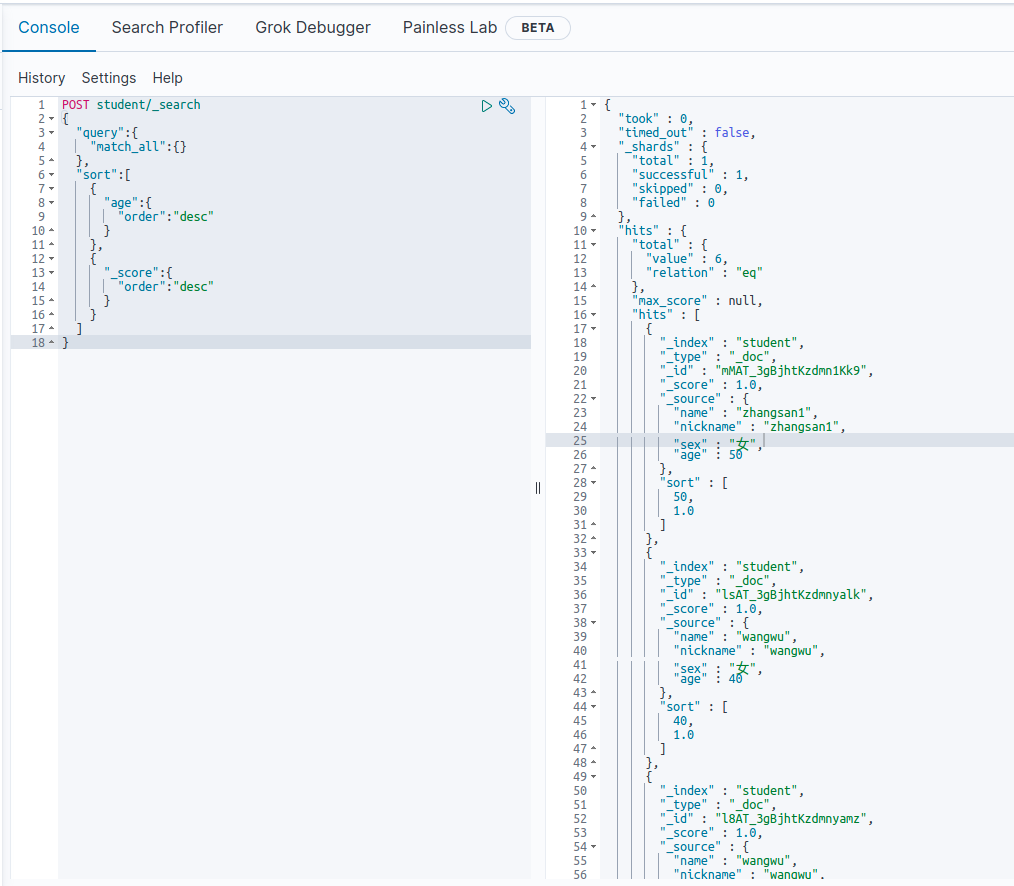 Console Search Profiler Grok Debugger Painless Lab BETA
History Settings Help
1 POST student/_search
2 {
3 "query":{
4 "match_all":{}
5 },
6 "sort":[
7 {
8 "age":{
9 "order":"desc"
10 }
11 },
12 {
13 "_score":{
14 "order":"desc"
15 }
16 }
17 ]
18 }
1 {
2 "took" : 0,
3 "timed_out" : false,
4 "_shards" : {
5 "total" : 1,
6 "successful" : 1,
7 "skipped" : 0,
8 "failed" : 0
9 },
10 "hits" : {
11 "total" : {
12 "value" : 6,
13 "relation" : "eq"
14 },
15 "max_score" : null,
16 "hits" : [
17 {
18 "_index" : "student",
19 "_type" : "_doc",
20 "_id" : "mMAT_3gBjhtKzdmn1Kk9",
21 "_score" : 1.0,
22 "_source" : {
23 "name" : "zhangsan1",
24 "nickname" : "zhangsan1",
25 "sex" : "女",
26 "age" : 50
27 },
28 "sort" : [
29 50,
30 1.0
31 ]
32 },
33 {
34 "_index" : "student",
35 "_type" : "_doc",
36 "_id" : "lsAT_3gBjhtKzdmnyalk",
37 "_score" : 1.0,
38 "_source" : {
39 "name" : "wangwu",
40 "nickname" : "wangwu",
41 "sex" : "女",
42 "age" : 40
43 },
44 "sort" : [
45 40,
46 1.0
47 ]
48 },
49 {
50 "_index" : "student",
51 "_type" : "_doc",
52 "_id" : "l8AT_3gBjhtKzdmnyamz",
53 "_score" : 1.0,
54 "_source" : {
55 "name" : "wangwu",
56 "nickname" : "wangwu",